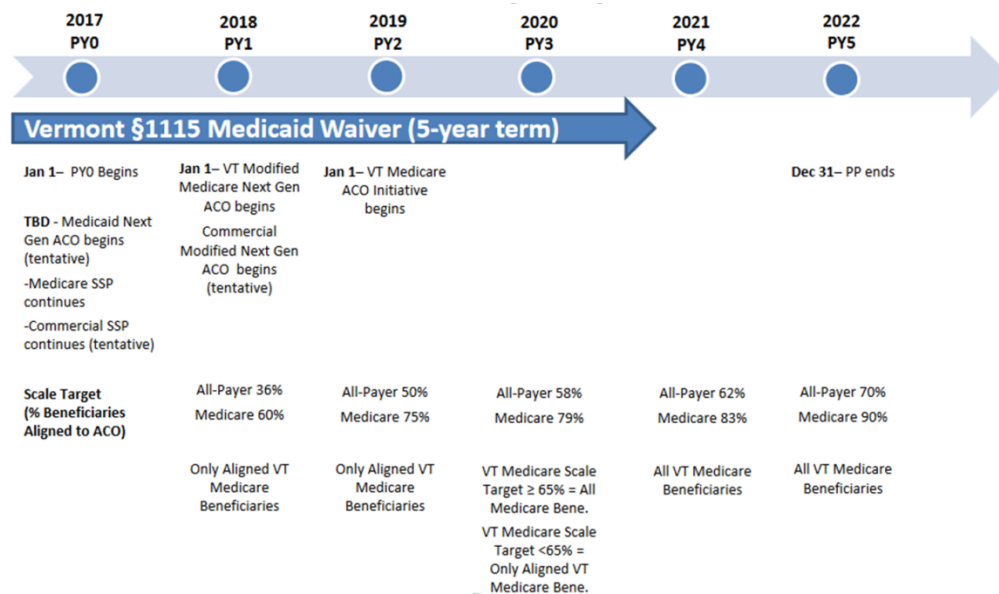 2017
PY0
2018
PY1
2019
PY2
2020
PY3
2021
PY4
2022
PY5
Vermont §1115 Medicaid Waiver (5-year term)
Jan 1– PY0 Begins
TBD - Medicaid Next
Gen ACO begins
(tentative)
-Medicare SSP
continues
-Commercial SSP
continues (tentative)
Jan 1– VT Modified
Medicare Next Gen
ACO begins
Commercial
Modified Next Gen
ACO begins
(tentative)
Jan 1– VT Medicare
ACO Initiative
begins
Dec 31– PP ends
Scale Target
(% Beneficiaries
Aligned to ACO)
All-Payer 36%
Medicare 60%
All-Payer 50%
Medicare 75%
All-Payer 58%
Medicare 79%
All-Payer 62%
Medicare 83%
All-Payer 70%
Medicare 90%
Only Aligned VT
Medicare
Beneficiaries
Only Aligned VT
Medicare
Beneficiaries
VT Medicare Scale
Target ≥ 65% = All
Medicare Bene.
VT Medicare Scale
Target <65% =
Only Aligned VT
Medicare Bene.
All VT Medicare
Beneficiaries
All VT Medicare
Beneficiaries